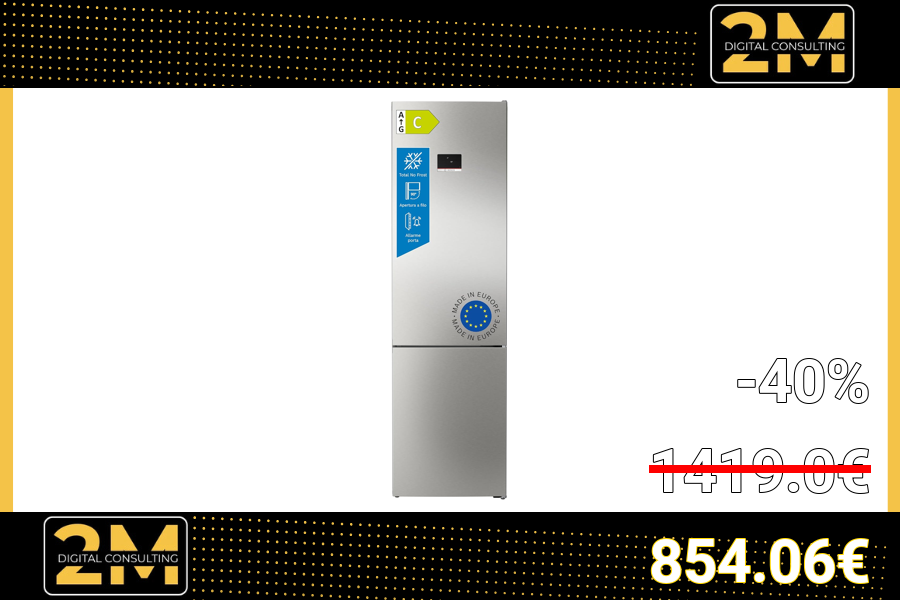 2M
DIGITAL CONSULTING
A
G
C
Total No Frost
90°
Apertura a filo
Allarme
porta
MADE IN EUROPE
MADE IN EUROPE
-40%
1419.0€
2M
DIGITAL CONSULTING
854.06€